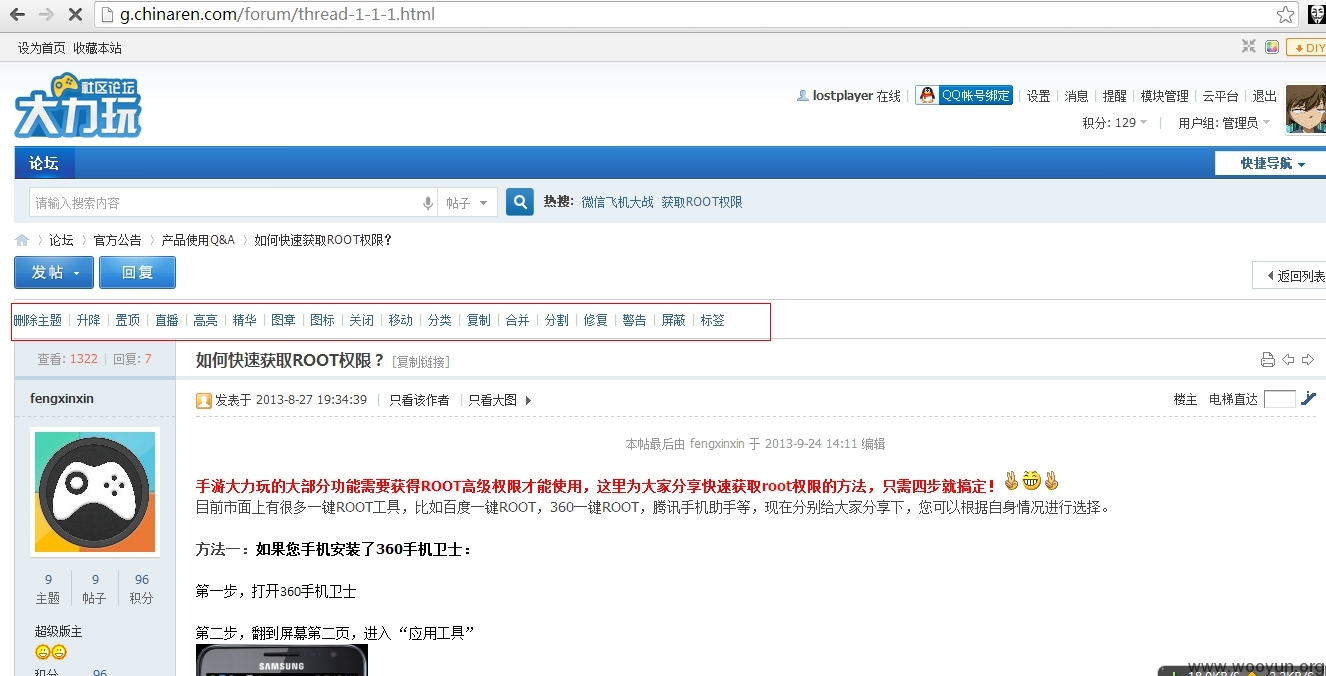 g.chinaren.com/forum/thread-1-1-1.html
设为首页 收藏本站
DIY
社区论坛
大力玩
lostplayer 在线 QQ帐号绑定 设置 消息 提醒 模块管理 云平台 退出
积分: 129 用户组: 管理员
论坛 快捷导航
请输入搜索内容 帖子 热搜: 微信飞机大战 获取ROOT权限
论坛 官方公告 产品使用Q&A 如何快速获取ROOT权限?
发帖 回复
返回列表
删除主题 升降 置顶 直播 高亮 精华 图章 图标 关闭 移动 分类 复制 合并 分割 修复 警告 屏蔽 标签
查看: 1322 回复: 7 如何快速获取ROOT权限? [复制链接]
fengxinxin
发表于 2013-8-27 19:34:39 只看该作者 只看大图
楼主 电梯直达
本帖最后由 fengxinxin 于 2013-9-24 14:11 编辑
手游大力玩的大部分功能需要获得ROOT高级权限才能使用，这里为大家分享快速获取root权限的方法，只需四步就搞定！
目前市面上有很多一键ROOT工具，比如百度一键ROOT，360一键ROOT，腾讯手机助手等，现在分别给大家分享下，您可以根据自身情况进行选择。
方法一：如果您手机安装了360手机卫士：
9 9 96
主题 帖子 积分
第一步，打开360手机卫士
超级版主
第二步，翻到屏幕第二页，进入“应用工具”
积分 96
SAMSUNG
www.wooyun.org